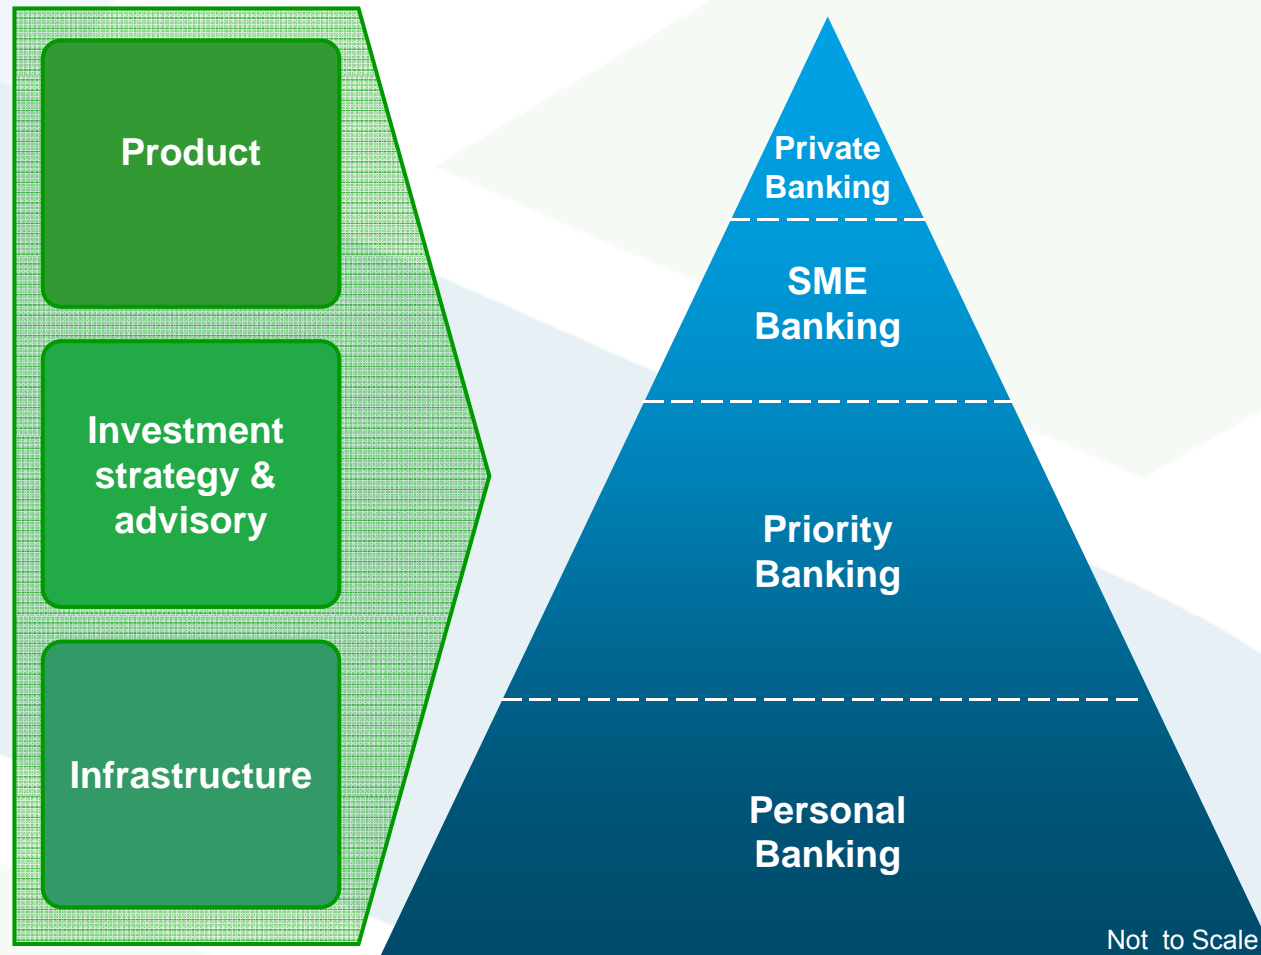 Product
Investment
strategy &
advisory
Infrastructure
Private
Banking
SME
Banking
Priority
Banking
Personal
Banking
Not to Scale